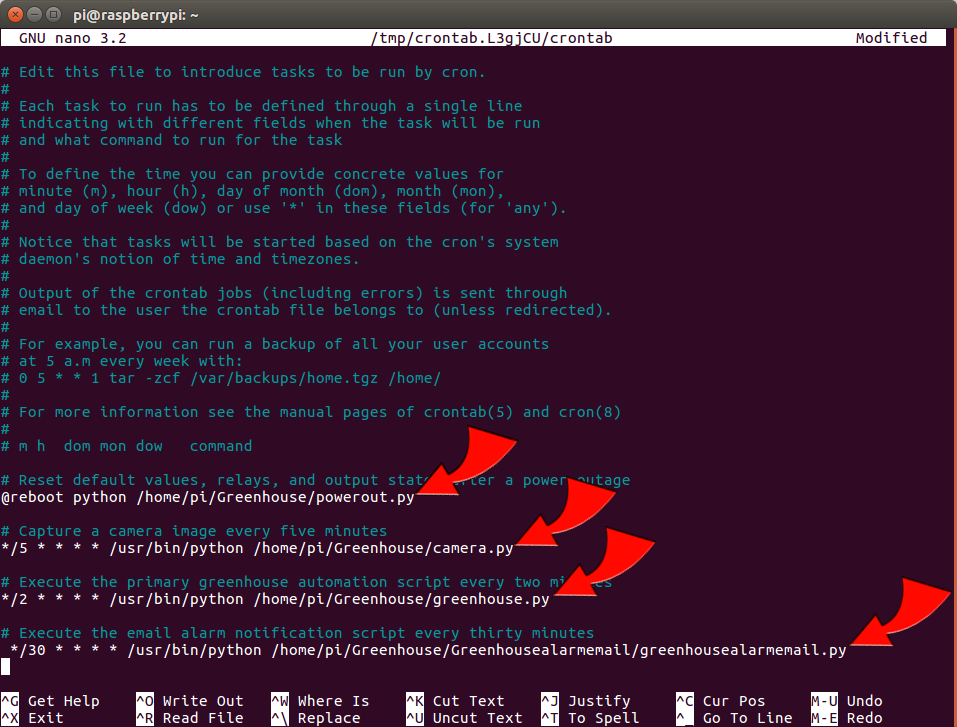 pi@raspberrypi: ~
GNU nano 3.2 /tmp/crontab.L3gjCU/crontab Modified
# Edit this file to introduce tasks to be run by cron.
#
# Each task to run has to be defined through a single line
# indicating with different fields when the task will be run
# and what command to run for the task
#
# To define the time you can provide concrete values for
# minute (m), hour (h), day of month (dom), month (mon),
# and day of week (dow) or use '*' in these fields (for 'any').
#
# Notice that tasks will be started based on the cron's system
# daemon's notion of time and timezones.
#
# Output of the crontab jobs (including errors) is sent through
# email to the user the crontab file belongs to (unless redirected).
#
# For example, you can run a backup of all your user accounts
# at 5 a.m every week with:
# 0 5 * * 1 tar -zcf /var/backups/home.tgz /home/
#
# For more information see the manual pages of crontab(5) and cron(8)
#
# m h  dom mon dow   command
# Reset default values, relays, and output a power outage
@reboot python /home/pi/Greenhouse/powerout.py
# Capture a camera image every five minutes
*/5 * * * * /usr/bin/python /home/pi/Greenhouse/camera.py
# Execute the primary greenhouse automation script every two
*/2 * * * * /usr/bin/python /home/pi/Greenhouse/greenhouse.py
# Execute the email alarm notification script every thirty minutes
*/30 * * * * /usr/bin/python /home/pi/Greenhouse/Greenhousealarmemail/greenhousealarmemail.py
^G Get Help ^O Write Out ^W Where Is ^K Cut Text ^J Justify ^C Cur Pos M-U Undo
^X Exit ^R Read File ^\ Replace ^U Uncut Text ^T To Spell ^_ Go To Line M-E Redo